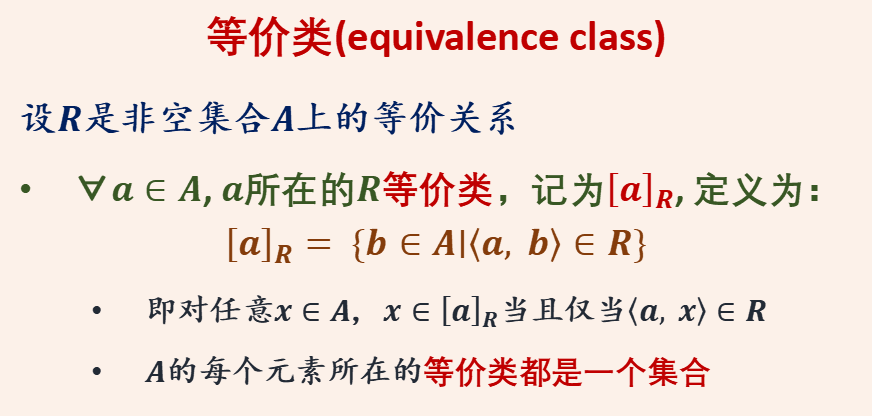 等价类(equivalence class)
设R是非空集合A上的等价关系
• ∀a ∈ A, a所在的R等价类，记为[a]R, 定义为：
[a]R = {b ∈ A|⟨a, b⟩ ∈ R}
• 即对任意x ∈ A，x ∈ [a]R当且仅当⟨a, x⟩ ∈ R
• A的每个元素所在的等价类都是一个集合